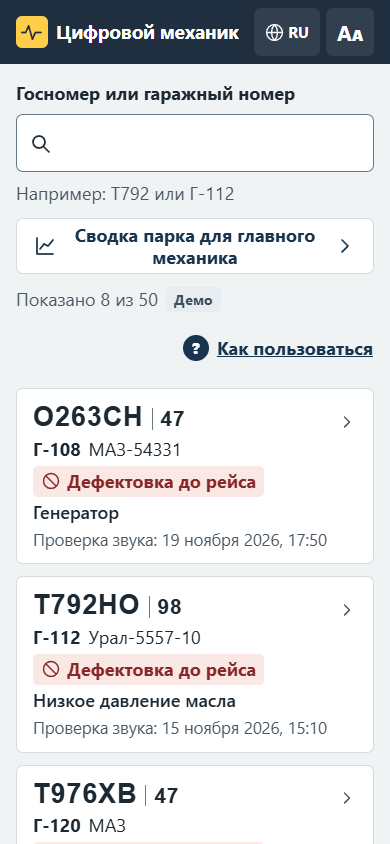 Цифровой механик
RU
Аа
Госномер или гаражный номер
Например: Т792 или Г-112
Сводка парка для главного
механика
Показано 8 из 50 Демо
? Как пользоваться
О263СН 47
Г-108 МАЗ-54331
Дефектовка до рейса
Генератор
Проверка звука: 19 ноября 2026, 17:50
Т792НО 98
Г-112 Урал-5557-10
Дефектовка до рейса
Низкое давление масла
Проверка звука: 15 ноября 2026, 15:10
Т976ХВ 47
Г-120 МАЗ